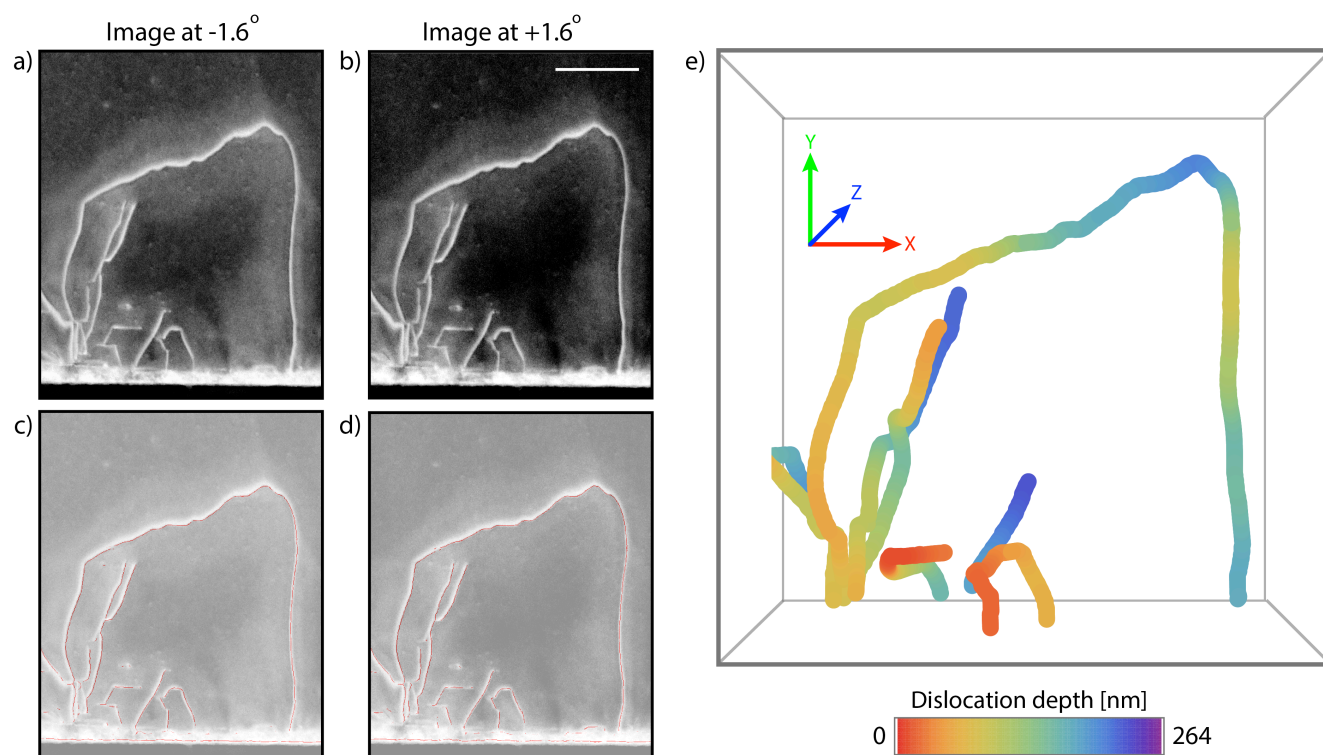 Image at -1.6°
Image at +1.6°
a)
b)
e)
Y
Z
X
c)
d)
Dislocation depth [nm]
0
264